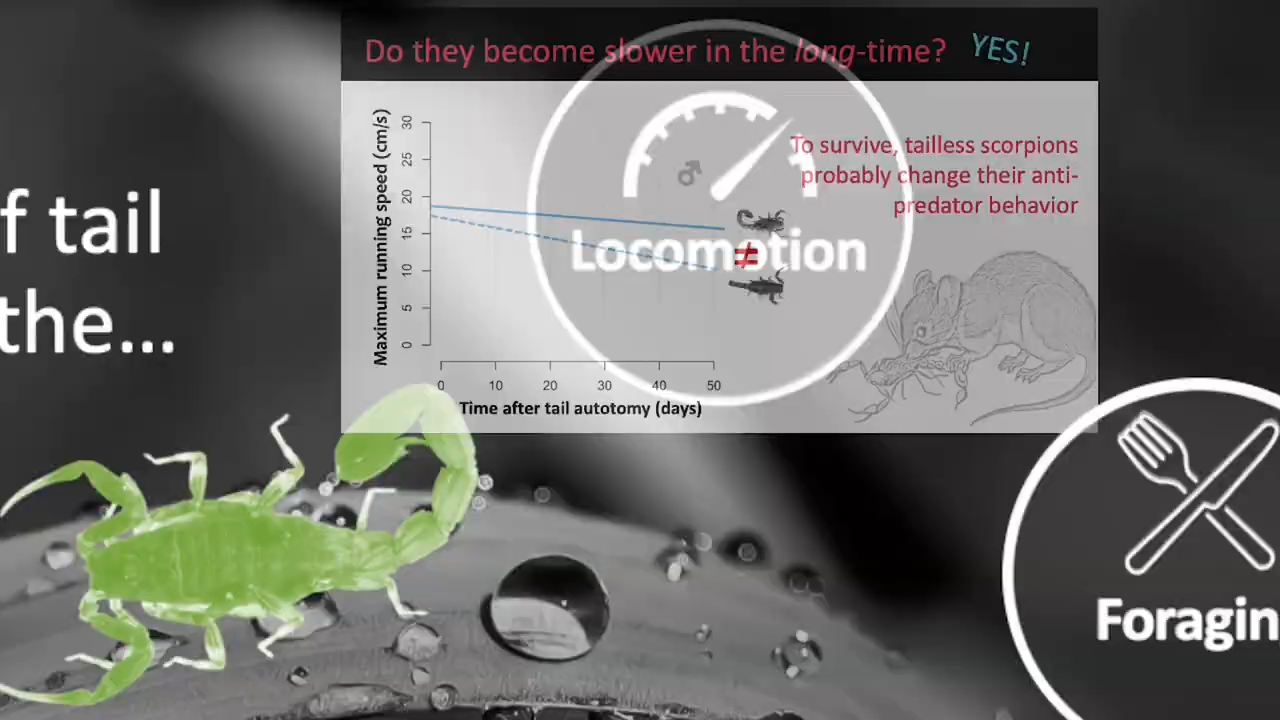 Do they become slower in the long-time? YES!
f tail
the...
Maximum running speed (cm/s)
30
25
20
15
10
5
0
♂
≠
0 10 20 30 40 50
Time after tail autotomy (days)
To survive, tailless scorpions
probably change their anti-
predator behavior
Locomotion
Foragin